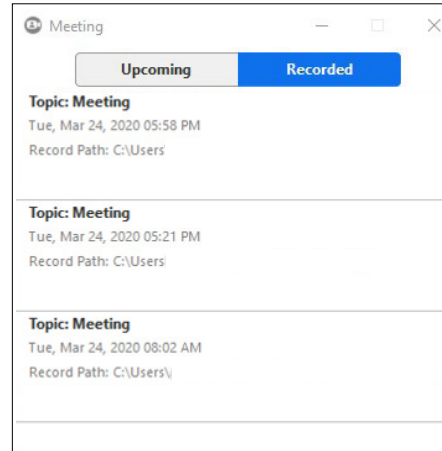 Meeting
Upcoming Recorded
Topic: Meeting
Tue, Mar 24, 2020 05:58 PM
Record Path: C:\Users
Topic: Meeting
Tue, Mar 24, 2020 05:21 PM
Record Path: C:\Users
Topic: Meeting
Tue, Mar 24, 2020 08:02 AM
Record Path: C:\Users\